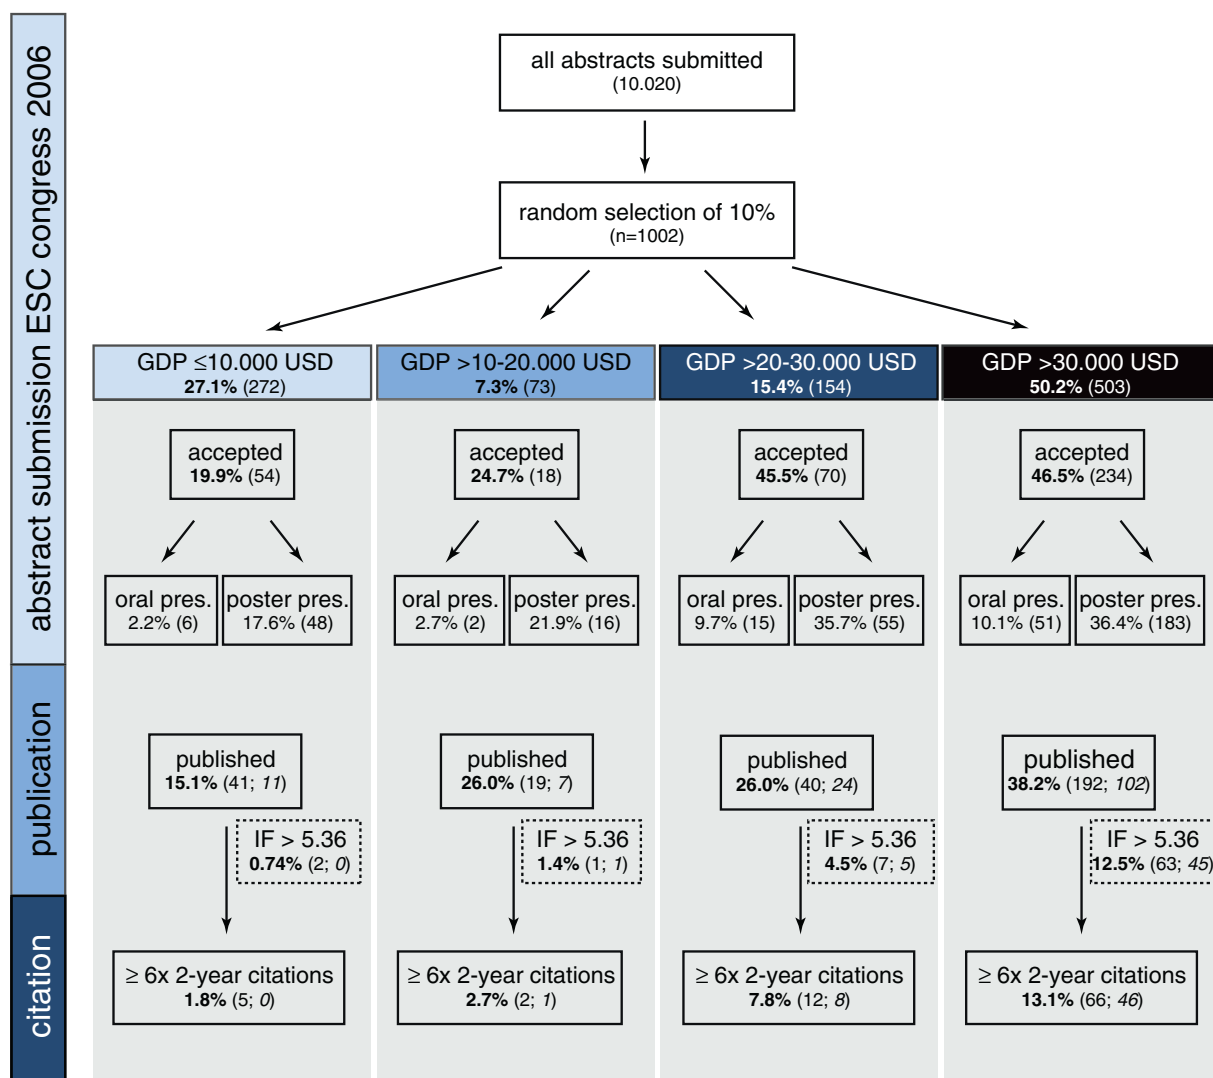 abstract submission ESC congress 2006
publication
citation
all abstracts submitted
(10.020)
random selection of 10%
(n=1002)
GDP ≤10.000 USD
27.1% (272)
GDP >10-20.000 USD
7.3% (73)
GDP >20-30.000 USD
15.4% (154)
GDP >30.000 USD
50.2% (503)
accepted
19.9% (54)
accepted
24.7% (18)
accepted
45.5% (70)
accepted
46.5% (234)
oral pres.
2.2% (6)
poster pres.
17.6% (48)
oral pres.
2.7% (2)
poster pres.
21.9% (16)
oral pres.
9.7% (15)
poster pres.
35.7% (55)
oral pres.
10.1% (51)
poster pres.
36.4% (183)
published
15.1% (41; 11)
published
26.0% (19; 7)
published
26.0% (40; 24)
published
38.2% (192; 102)
IF > 5.36
0.74% (2; 0)
IF > 5.36
1.4% (1; 1)
IF > 5.36
4.5% (7; 5)
IF > 5.36
12.5% (63; 45)
≥ 6x 2-year citations
1.8% (5; 0)
≥ 6x 2-year citations
2.7% (2; 1)
≥ 6x 2-year citations
7.8% (12; 8)
≥ 6x 2-year citations
13.1% (66; 46)